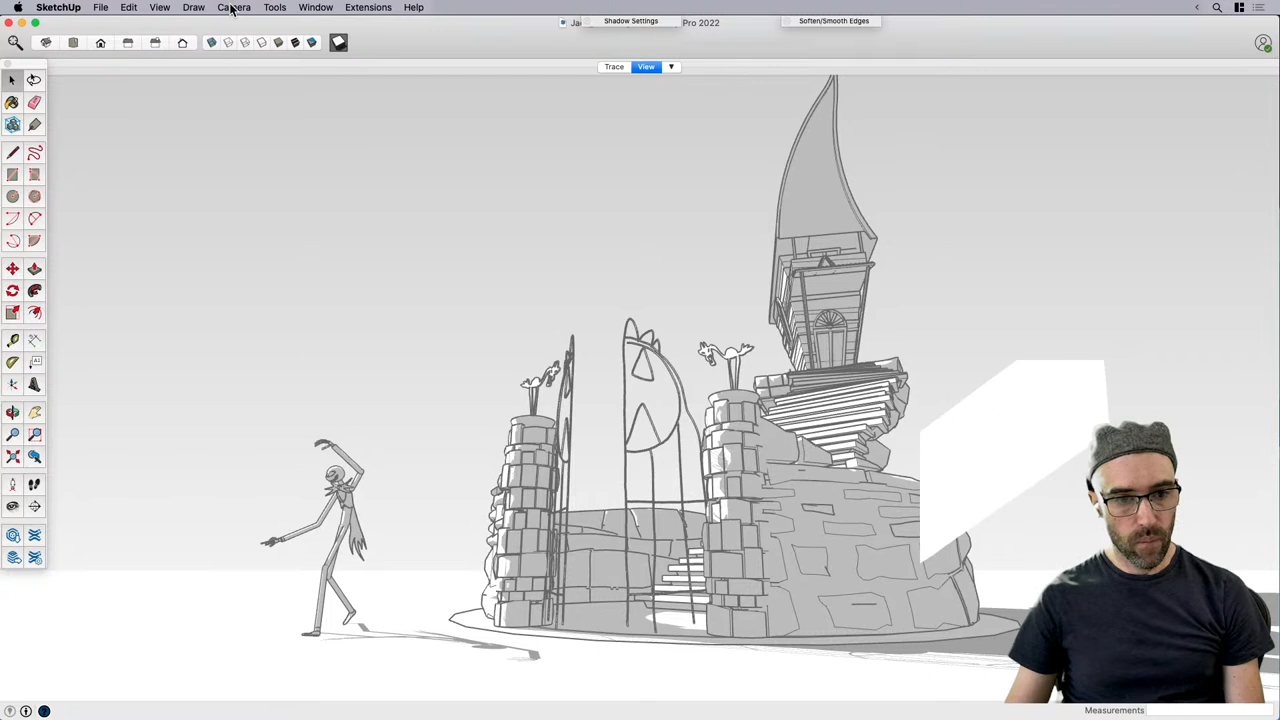 SketchUp File Edit View Draw Camera Tools Window Extensions Help
Pro 2022
Shadow Settings
Soften/Smooth Edges
Trace View
Measurements